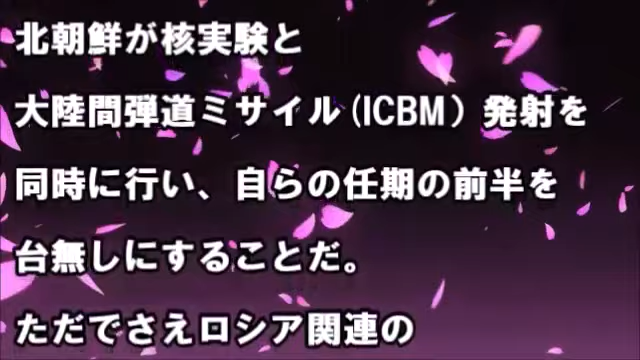 北朝鮮が核実験と
大陸間弾道ミサイル(ICBM)発射を
同時に行い、自らの任期の前半を
台無しにすることだ。
ただでさえロシア関連の